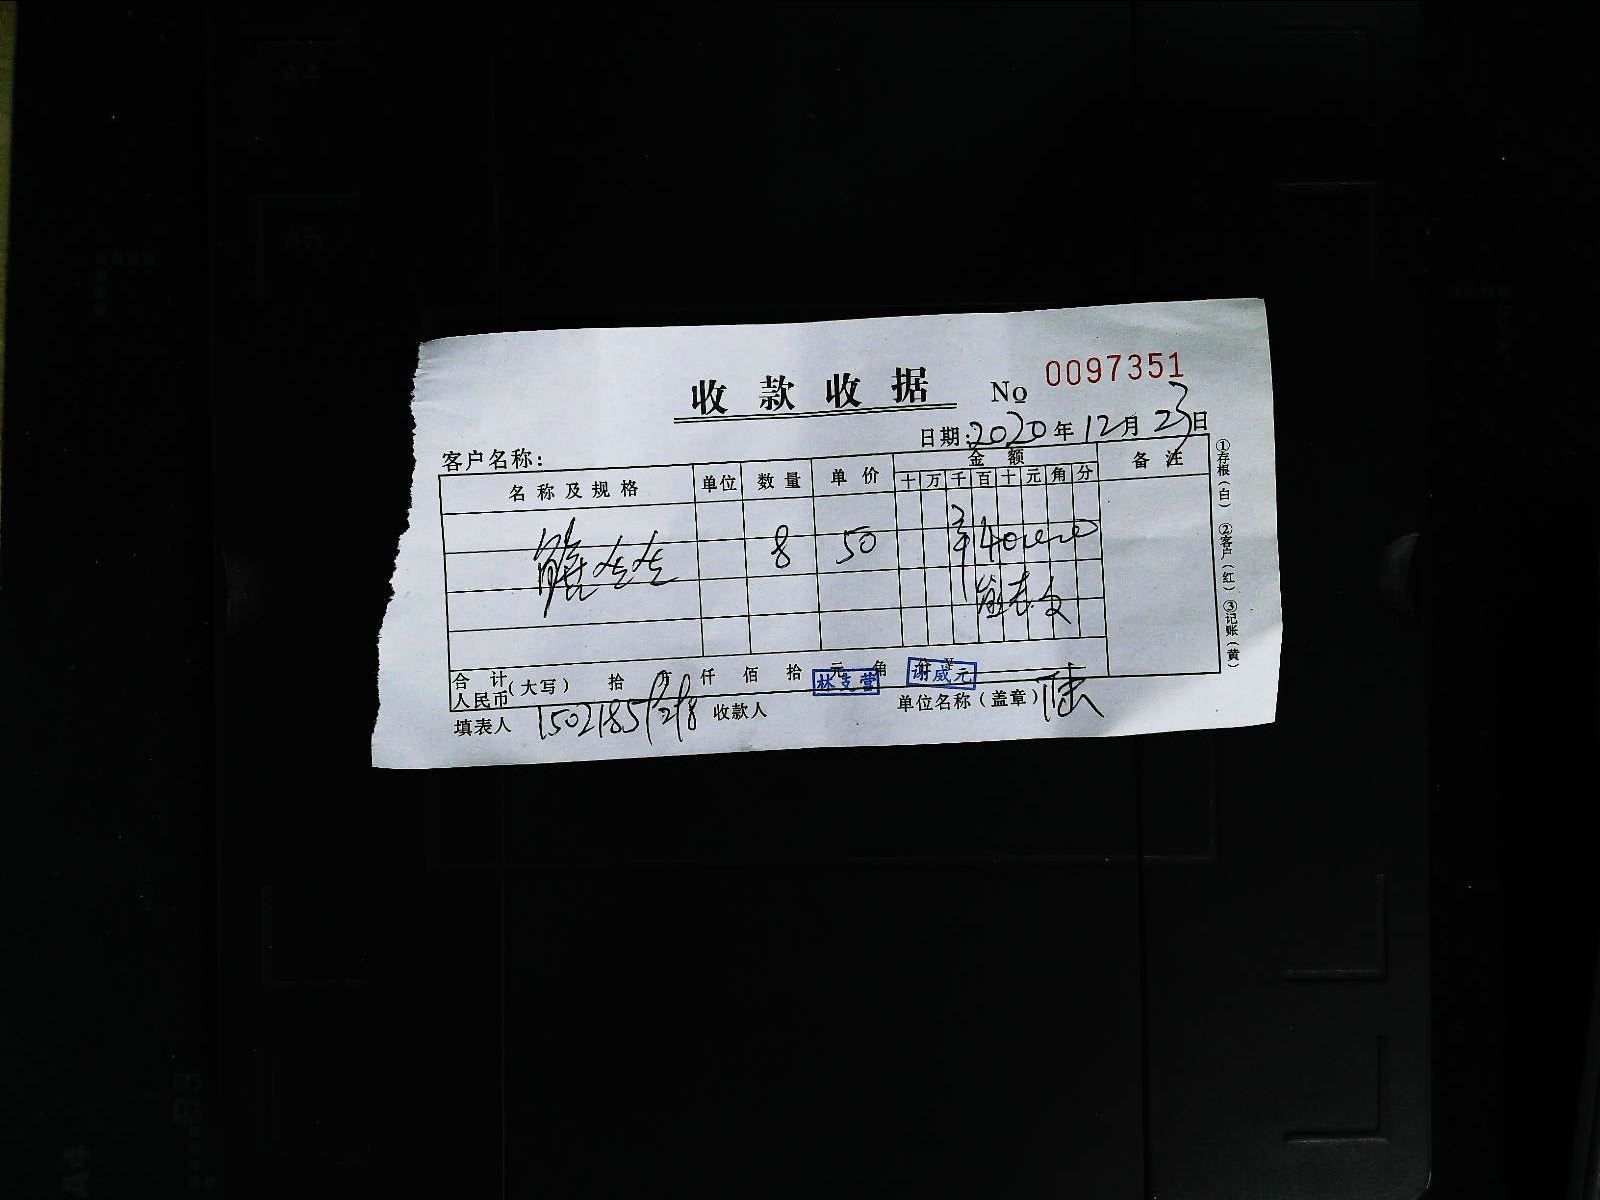 收款收据 No 0097351
日期:2020年12月23日
客户名称:
名称及规格 单位 数量 单价 金额 备注
十 万 千 百 十 元 角 分
熊 8 50 400.00
合计人民币(大写) 拾 万 仟 佰 拾 元 角 分 ¥
林支营 谢威元
填表人 收款人 单位名称(盖章) 陆
①存根(白) ②客户(红) ③记账(黄)